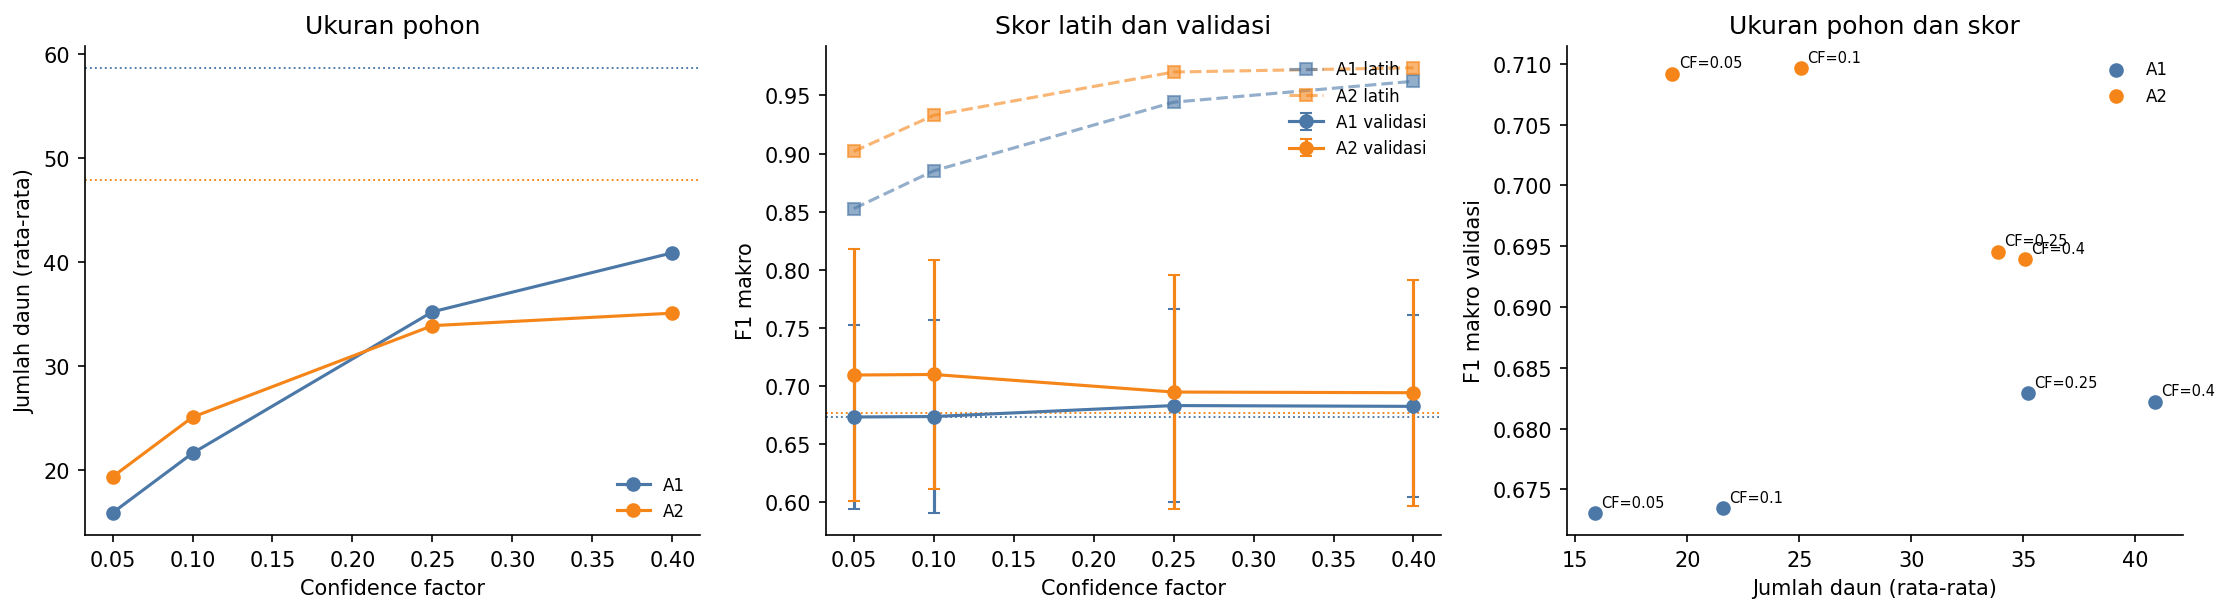 Ukuran pohon
60
50
40
30
20
Jumlah daun (rata-rata)
0.05 0.10 0.15 0.20 0.25 0.30 0.35 0.40
Confidence factor
A1
A2
Skor latih dan validasi
0.95
0.90
0.85
0.80
0.75
0.70
0.65
0.60
F1 makro
0.05 0.10 0.15 0.20 0.25 0.30 0.35 0.40
Confidence factor
A1 latih
A2 latih
A1 validasi
A2 validasi
Ukuran pohon dan skor
0.710
0.705
0.700
0.695
0.690
0.685
0.680
0.675
F1 makro validasi
15 20 25 30 35 40
Jumlah daun (rata-rata)
A1
A2
CF=0.05
CF=0.1
CF=0.25
CF=0.4
CF=0.25
CF=0.4
CF=0.05
CF=0.1